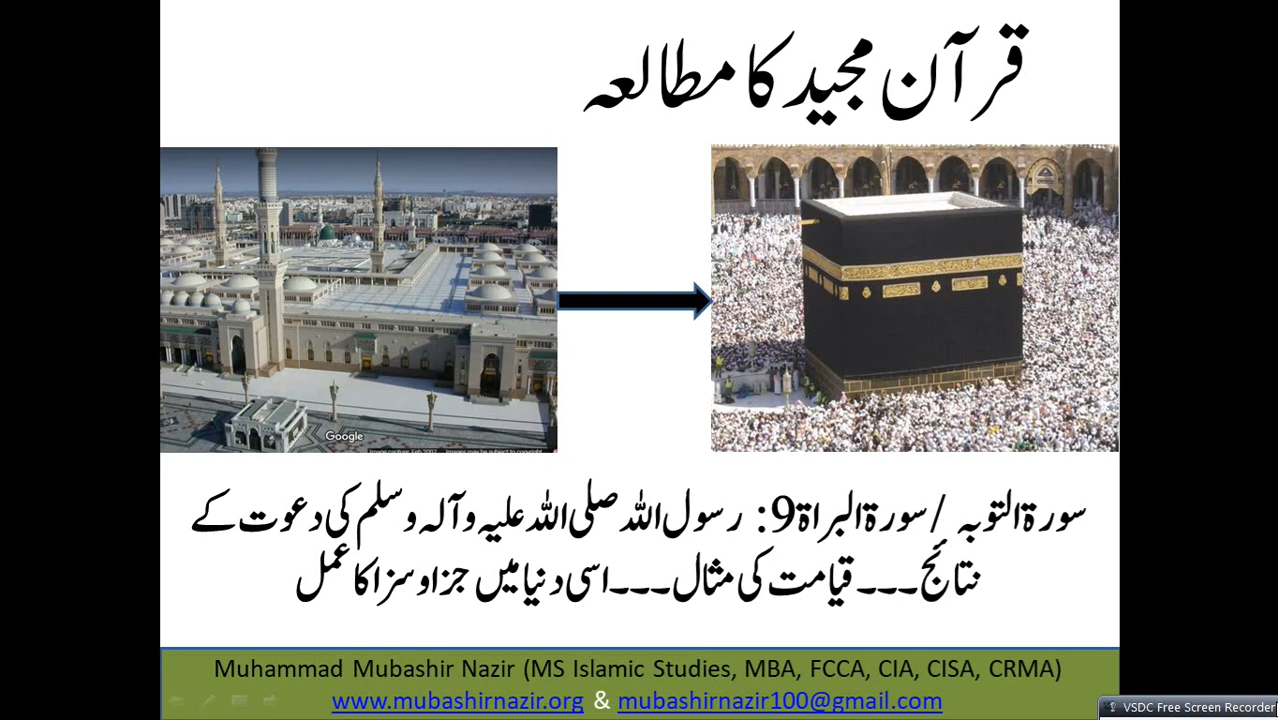 قرآن مجید کا مطالعہ
Google
سورۃ التوبہ / سورۃ البراۃ 9: رسول اللہ صلی اللہ علیہ وآلہ وسلم کی دعوت کے
نتائج۔۔۔ قیامت کی مثال۔۔۔ اسی دنیا میں جزا و سزا کا عمل
Muhammad Mubashir Nazir (MS Islamic Studies, MBA, FCCA, CIA, CISA, CRMA)
www.mubashirnazir.org & mubashirnazir100@gmail.com
VSDC Free Screen Recorder